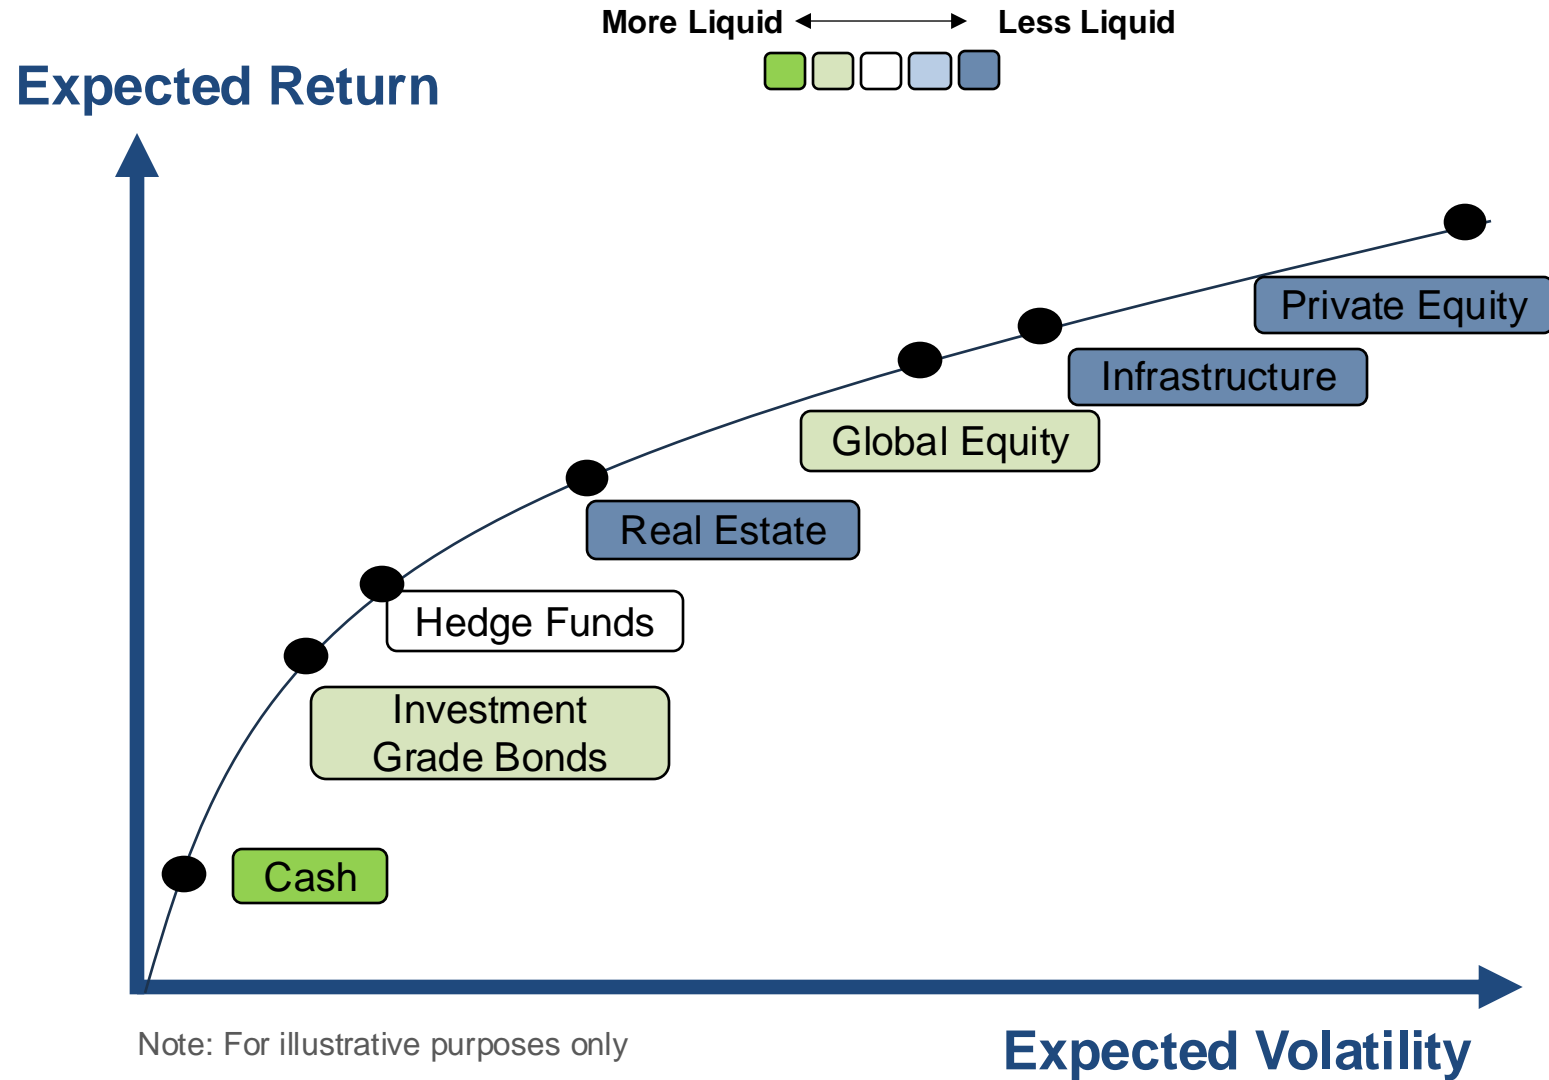 More Liquid
Less Liquid
Expected Return
Private Equity
Infrastructure
Global Equity
Real Estate
Hedge Funds
Investment
Grade Bonds
Cash
Note: For illustrative purposes only
Expected Volatility